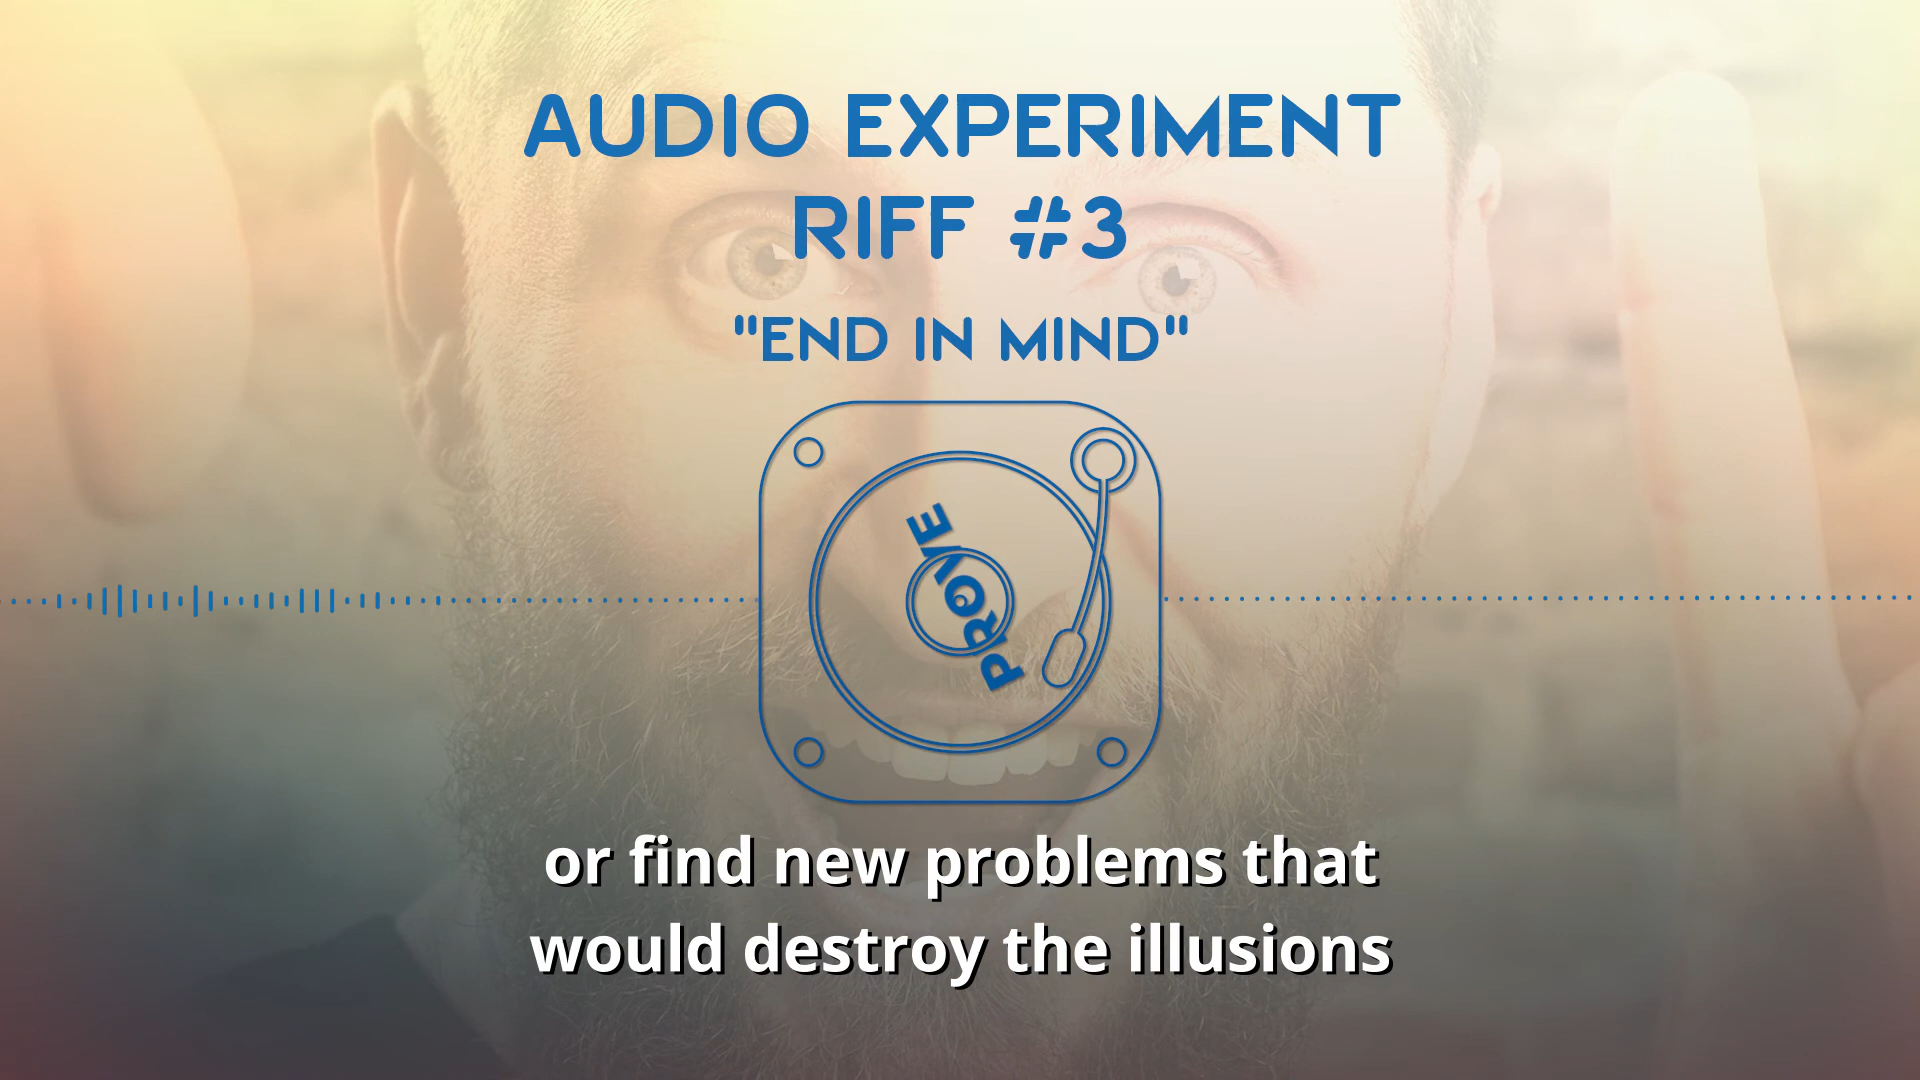 AUDIO EXPERIMENT
RIFF #3
"END IN MIND"
PROVE
or find new problems that
would destroy the illusions